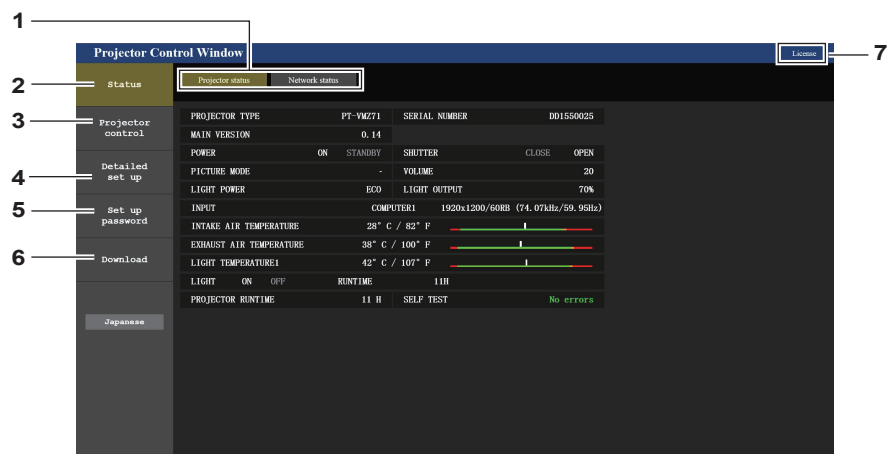 1
Projector Control Window
License
7
2
Status
Projector status
Network status
3
Projector
control
4
Detailed
set up
5
Set up
password
6
Download
Japanese
PROJECTOR TYPE PT-VMZ71 SERIAL NUMBER DD1550025
MAIN VERSION 0.14
POWER ON STANDBY SHUTTER CLOSE OPEN
PICTURE MODE - VOLUME 20
LIGHT POWER ECO LIGHT OUTPUT 70%
INPUT COMPUTER1 1920x1200/60RB (74.07kHz/59.95Hz)
INTAKE AIR TEMPERATURE 28° C / 82° F
EXHAUST AIR TEMPERATURE 38° C / 100° F
LIGHT TEMPERATURE1 42° C / 107° F
LIGHT ON OFF RUNTIME 11H
PROJECTOR RUNTIME 11 H SELF TEST No errors